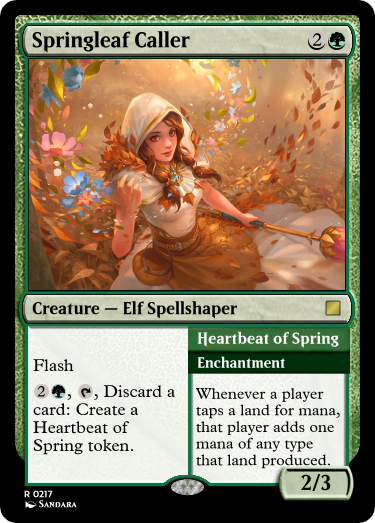 Springleaf Caller 2
Creature — Elf Spellshaper
Flash
2, , Discard a
card: Create a
Heartbeat of
Spring token.
Heartbeat of Spring
Enchantment
Whenever a player
taps a land for mana,
that player adds one
mana of any type
that land produced.
2/3
R 0217
SANDARA